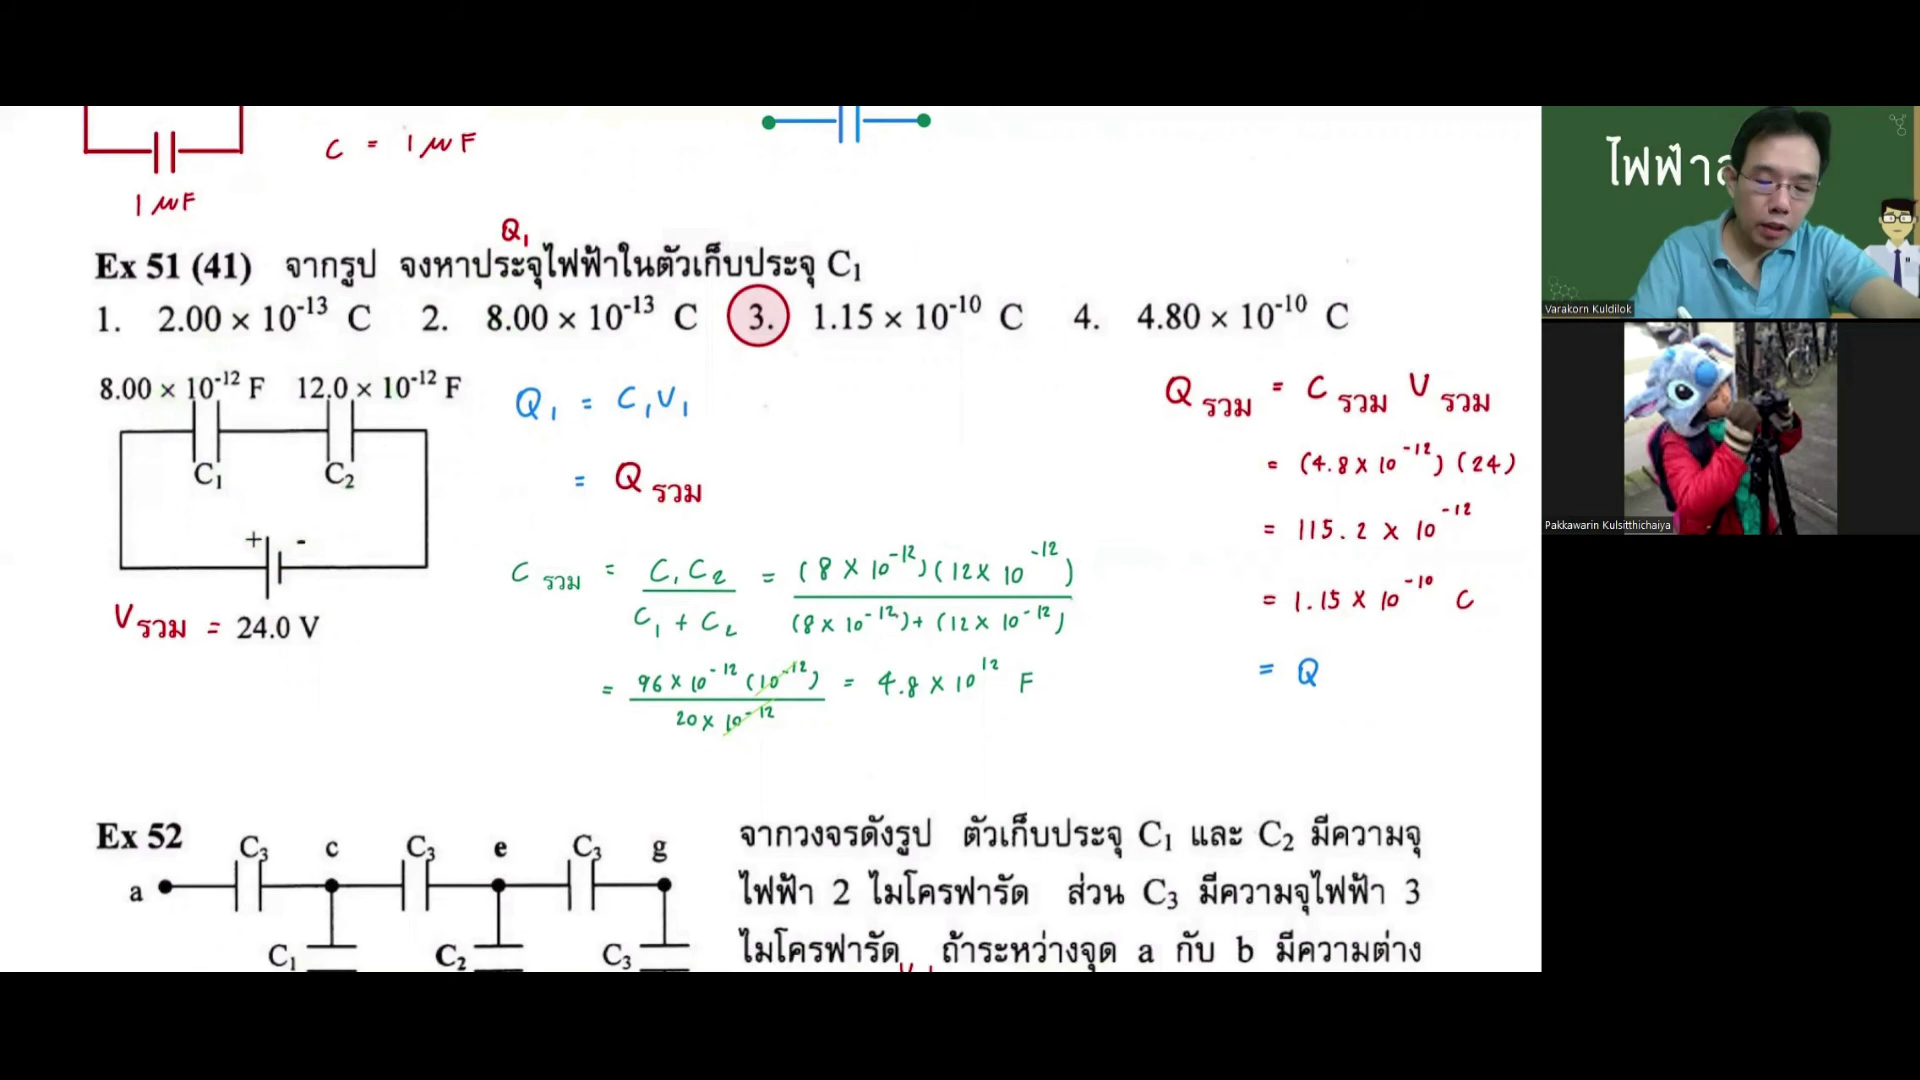 C = 1 μF
1 μF
Q₁
Ex 51 (41) จากรูป จงหาประจุไฟฟ้าในตัวเก็บประจุ C₁
1. 2.00 × 10⁻¹³ C 2. 8.00 × 10⁻¹³ C 3. 1.15 × 10⁻¹⁰ C 4. 4.80 × 10⁻¹⁰ C
8.00 × 10⁻¹² F 12.0 × 10⁻¹² F
C₁ C₂
+ -
V รวม = 24.0 V
Q₁ = C₁V₁
= Q รวม
C รวม = C₁C₂ / C₁ + C₂ = (8 × 10⁻¹²)(12 × 10⁻¹²) / (8 × 10⁻¹²) + (12 × 10⁻¹²)
= 96 × 10⁻¹² (10⁻¹²) / 20 × 10⁻¹² = 4.8 × 10¹² F
Q รวม = C รวม V รวม
= (4.8 × 10⁻¹²)(24)
= 115.2 × 10⁻¹²
= 1.15 × 10⁻¹⁰ C
= Q
Ex 52
C₃ c C₃ e C₃ g
a
C₁ C₂ C₃
จากวงจรดังรูป ตัวเก็บประจุ C₁ และ C₂ มีความจุ
ไฟฟ้า 2 ไมโครฟารัด ส่วน C₃ มีความจุไฟฟ้า 3
ไมโครฟารัด ถ้าระหว่างจุด a กับ b มีความต่าง
Varakorn Kuldilok
Pakkawarin Kulsitthichaiya